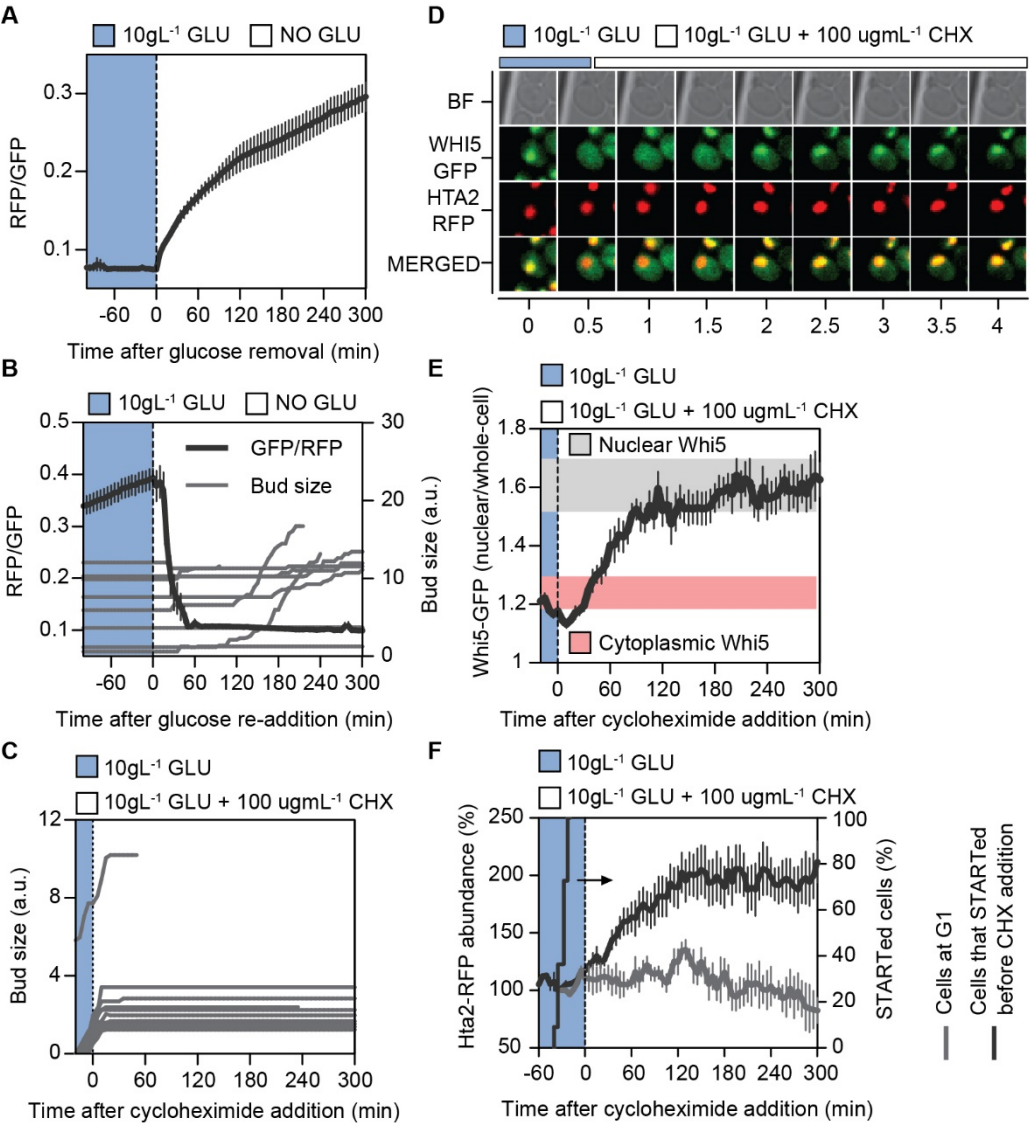 A
10gL⁻¹ GLU NO GLU
RFP/GFP
0.3
0.2
0.1
-60 0 60 120 180 240 300
Time after glucose removal (min)
B
10gL⁻¹ GLU NO GLU
RFP/GFP
0.5
0.4
0.3
0.2
0.1
GFP/RFP
Bud size
30
20
10
0
Bud size (a.u.)
-60 0 60 120 180 240 300
Time after glucose re-addition (min)
C
10gL⁻¹ GLU
10gL⁻¹ GLU + 100 ugmL⁻¹ CHX
Bud size (a.u.)
12
8
4
0
0 60 120 180 240 300
Time after cycloheximide addition (min)
D
10gL⁻¹ GLU 10gL⁻¹ GLU + 100 ugmL⁻¹ CHX
BF
WHI5
GFP
HTA2
RFP
MERGED
0 0.5 1 1.5 2 2.5 3 3.5 4
E
10gL⁻¹ GLU
10gL⁻¹ GLU + 100 ugmL⁻¹ CHX
Whi5-GFP (nuclear/whole-cell)
1.8
1.6
1.4
1.2
1
Nuclear Whi5
Cytoplasmic Whi5
0 60 120 180 240 300
Time after cycloheximide addition (min)
F
10gL⁻¹ GLU
10gL⁻¹ GLU + 100 ugmL⁻¹ CHX
Hta2-RFP abundance (%)
250
200
150
100
50
100
80
60
40
20
0
STARTed cells (%)
-60 0 60 120 180 240 300
Time after cycloheximide addition (min)
Cells at G1
Cells that STARTed
before CHX addition